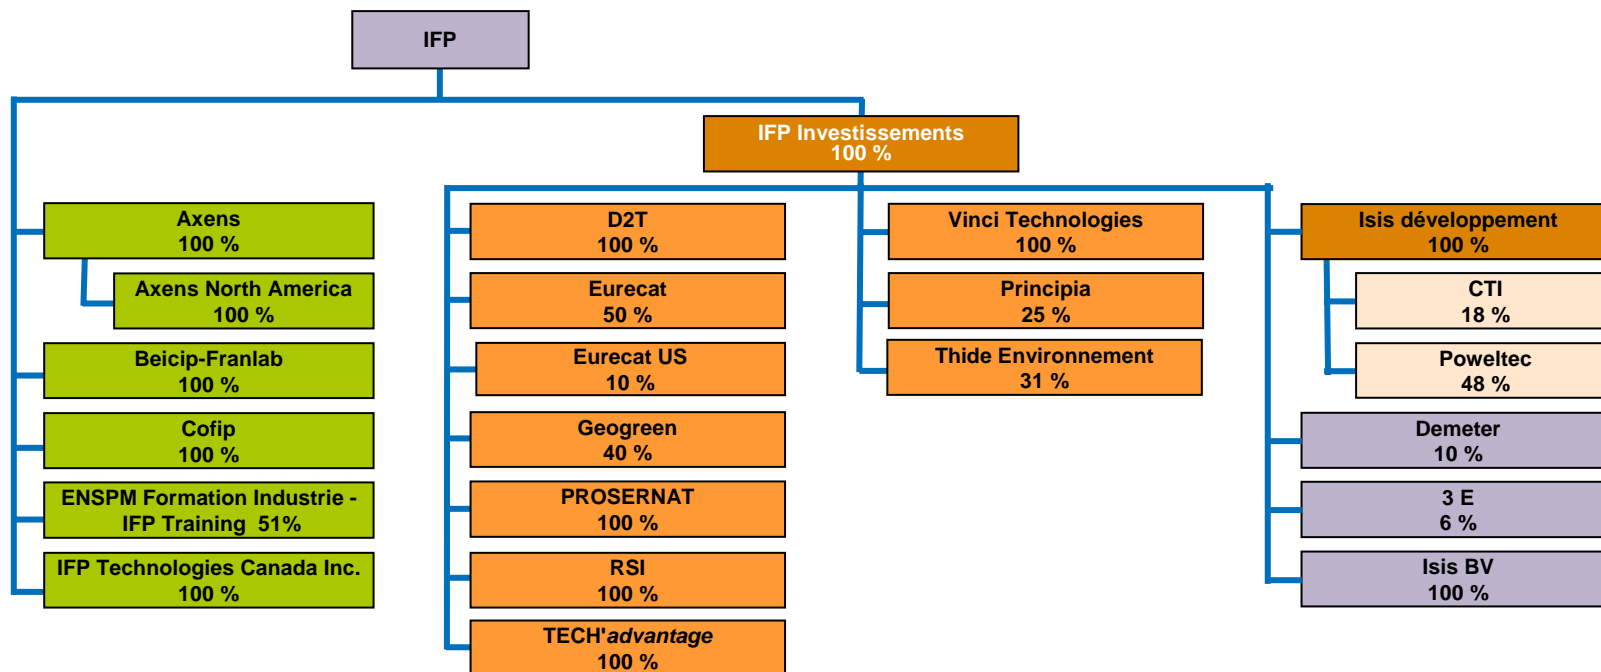 IFP
IFP Investissements
100 %
Axens
100 %
Axens North America
100 %
Beicip-Franlab
100 %
Cofip
100 %
ENSPM Formation Industrie -
IFP Training 51%
IFP Technologies Canada Inc.
100 %
D2T
100 %
Eurecat
50 %
Eurecat US
10 %
Geogreen
40 %
PROSERNAT
100 %
RSI
100 %
TECH'advantage
100 %
Vinci Technologies
100 %
Principia
25 %
Thide Environnement
31 %
Isis développement
100 %
CTI
18 %
Poweltec
48 %
Demeter
10 %
3 E
6 %
Isis BV
100 %